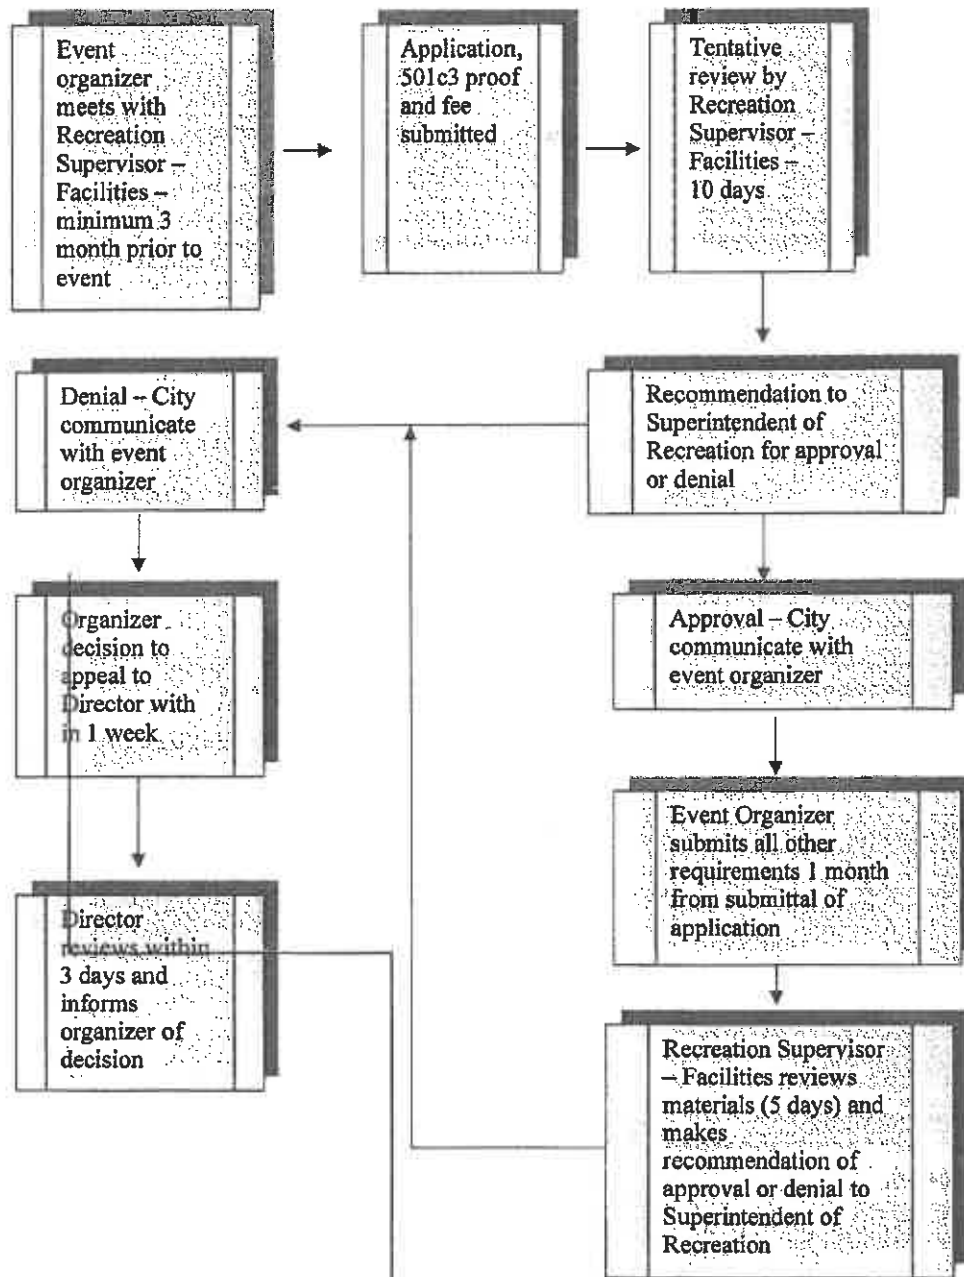 Event
organizer
meets with
Recreation
Supervisor –
Facilities –
minimum 3
month prior to
event
Application,
501c3 proof
and fee
submitted
Tentative
review by
Recreation
Supervisor –
Facilities –
10 days
Recommendation to
Superintendent of
Recreation for approval
or denial
Denial – City
communicate
with event
organizer
Approval – City
communicate with
event organizer
Organizer
decision to
appeal to
Director with
in 1 week
Event Organizer
submits all other
requirements 1 month
from submittal of
application
Director
reviews within
3 days and
informs
organizer of
decision
Recreation Supervisor
– Facilities reviews
materials (5 days) and
makes
recommendation of
approval or denial to
Superintendent of
Recreation